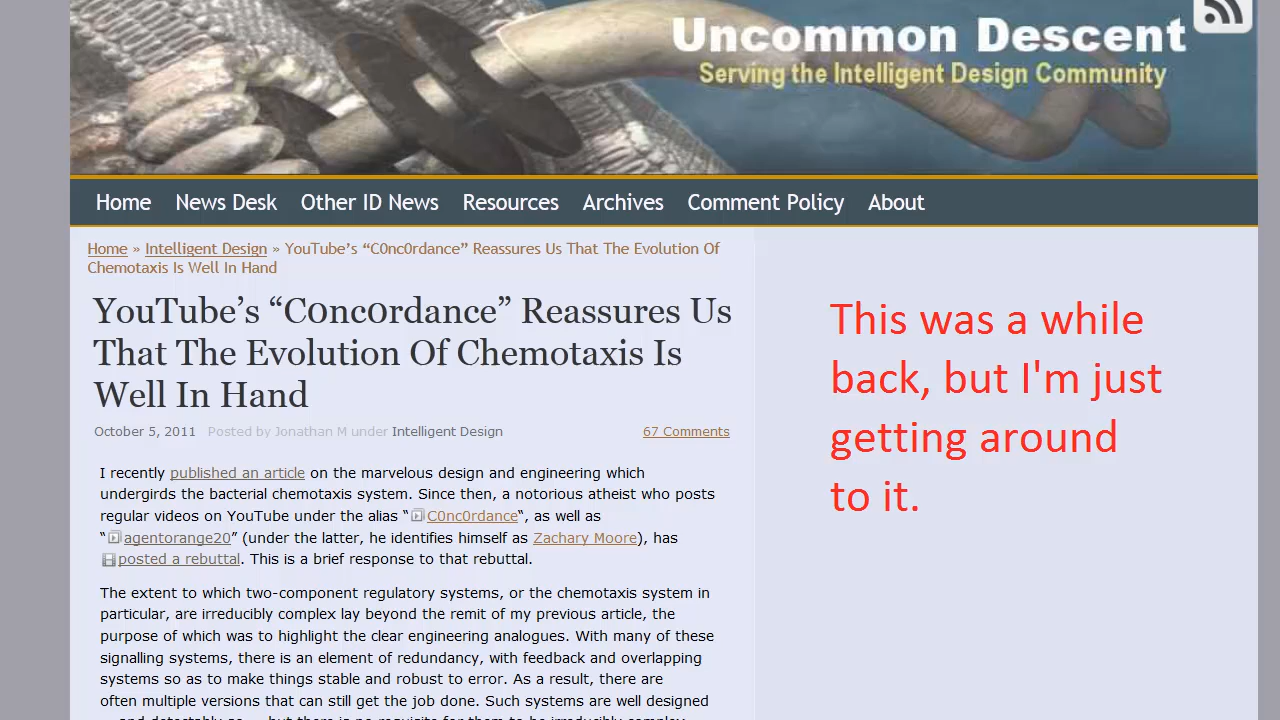 Uncommon Descent
Serving the Intelligent Design Community
Home News Desk Other ID News Resources Archives Comment Policy About
Home » Intelligent Design » YouTube’s “C0nc0rdance” Reassures Us That The Evolution Of
Chemotaxis Is Well In Hand
YouTube’s “C0nc0rdance” Reassures Us
That The Evolution Of Chemotaxis Is
Well In Hand
October 5, 2011 Posted by Jonathan M under Intelligent Design 67 Comments
I recently published an article on the marvelous design and engineering which
undergirds the bacterial chemotaxis system. Since then, a notorious atheist who posts
regular videos on YouTube under the alias “C0nc0rdance“, as well as
“agentorange20” (under the latter, he identifies himself as Zachary Moore), has
posted a rebuttal. This is a brief response to that rebuttal.
The extent to which two-component regulatory systems, or the chemotaxis system in
particular, are irreducibly complex lay beyond the remit of my previous article, the
purpose of which was to highlight the clear engineering analogues. With many of these
signalling systems, there is an element of redundancy, with feedback and overlapping
systems so as to make things stable and robust to error. As a result, there are
often multiple versions that can still get the job done. Such systems are well designed
This was a while
back, but I'm just
getting around
to it.